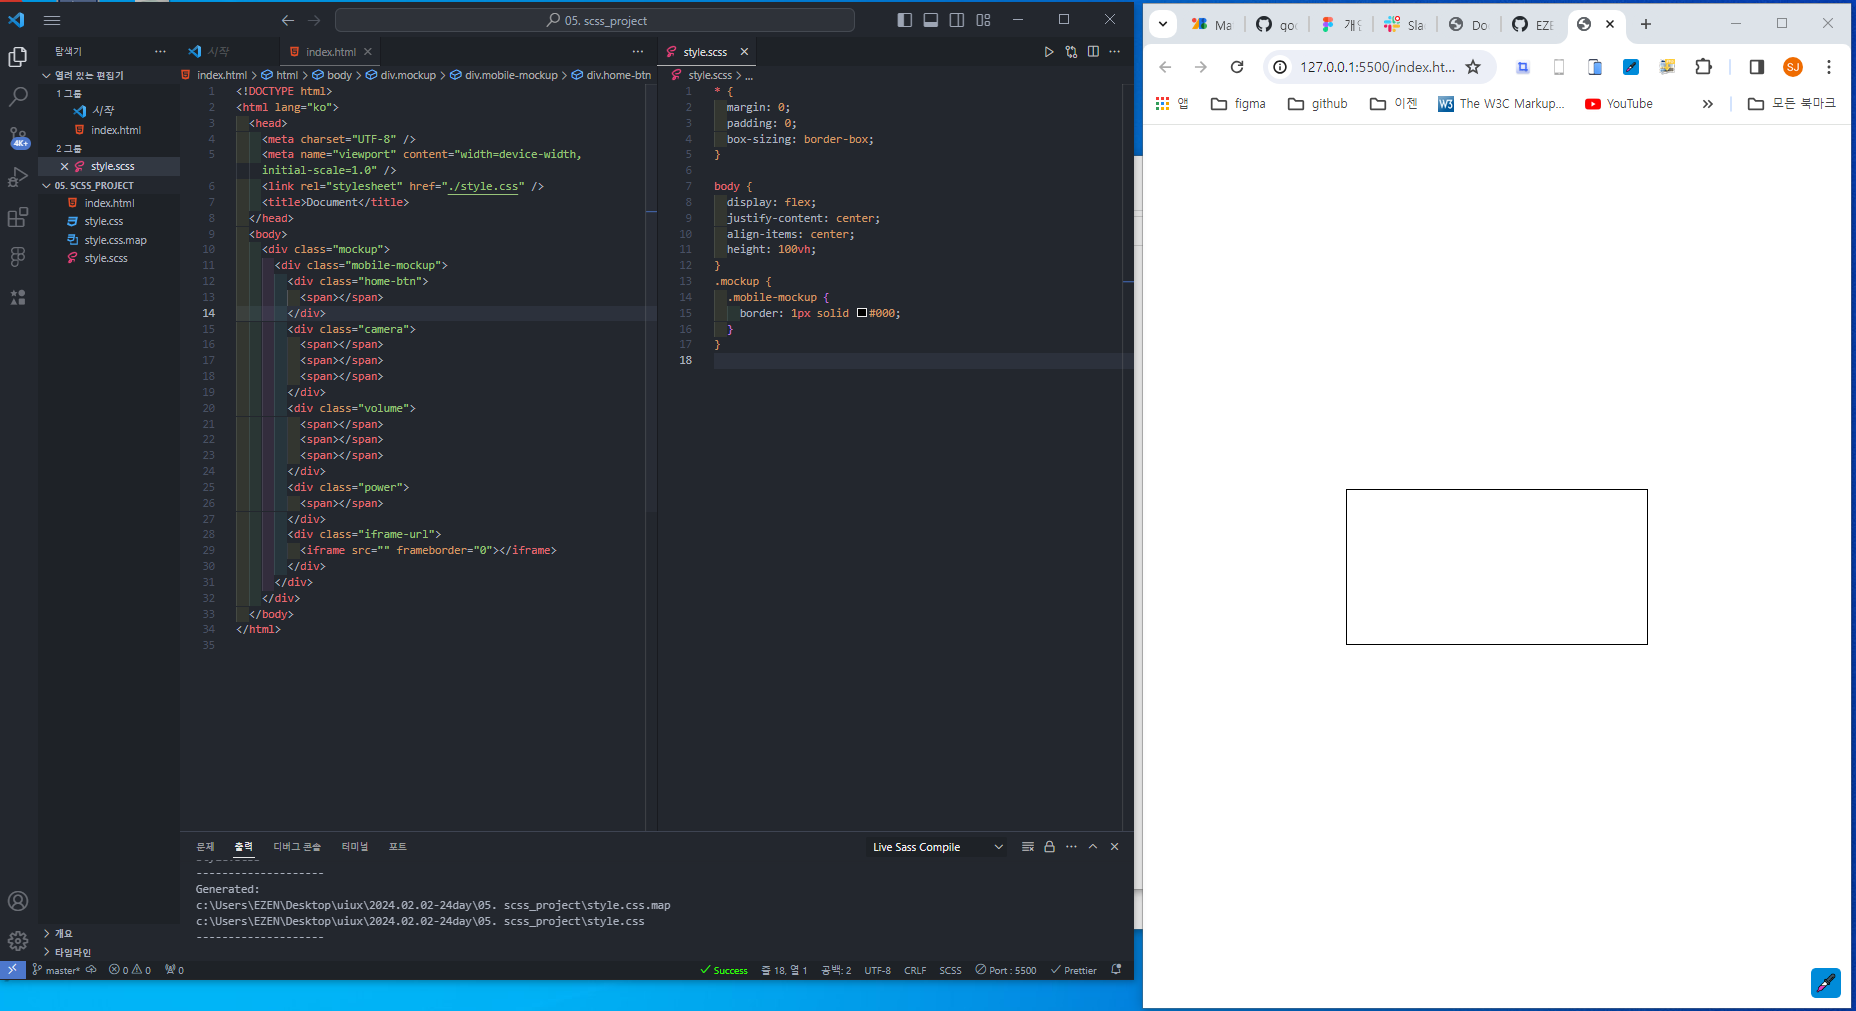 05. scss_project
탐색기
열려 있는 편집기
1 그룹
시작
index.html
2 그룹
style.scss
05. SCSS_PROJECT
index.html
style.css
style.css.map
style.scss
개요
타임라인
4K+
시작
index.html
index.html > html > body > div.mockup > div.mobile-mockup > div.home-btn
1 <!DOCTYPE html>
2 <html lang="ko">
3 <head>
4 <meta charset="UTF-8" />
5 <meta name="viewport" content="width=device-width,
initial-scale=1.0" />
6 <link rel="stylesheet" href="./style.css" />
7 <title>Document</title>
8 </head>
9 <body>
10 <div class="mockup">
11 <div class="mobile-mockup">
12 <div class="home-btn">
13 <span></span>
14 </div>
15 <div class="camera">
16 <span></span>
17 <span></span>
18 <span></span>
19 </div>
20 <div class="volume">
21 <span></span>
22 <span></span>
23 <span></span>
24 </div>
25 <div class="power">
26 <span></span>
27 </div>
28 <div class="iframe-url">
29 <iframe src="" frameborder="0"></iframe>
30 </div>
31 </div>
32 </div>
33 </body>
34 </html>
35
style.scss
style.scss > ...
1 * {
2 margin: 0;
3 padding: 0;
4 box-sizing: border-box;
5 }
6
7 body {
8 display: flex;
9 justify-content: center;
10 align-items: center;
11 height: 100vh;
12 }
13 .mockup {
14 .mobile-mockup {
15 border: 1px solid #000;
16 }
17 }
18
문제 출력 디버그 콘솔 터미널 포트
Live Sass Compile
--------------------
Generated:
c:\Users\EZEN\Desktop\uiux\2024.02.02-24day\05. scss_project\style.css.map
c:\Users\EZEN\Desktop\uiux\2024.02.02-24day\05. scss_project\style.css
--------------------
master* 0 0 0 Success 줄 18, 열 1 공백: 2 UTF-8 CRLF SCSS Port : 5500 Prettier
Ma goo 개인 Sla Do EZE
127.0.0.1:5500/index.ht... SJ
앱 figma github 이젠 W3 The W3C Markup... YouTube » 모든 북마크